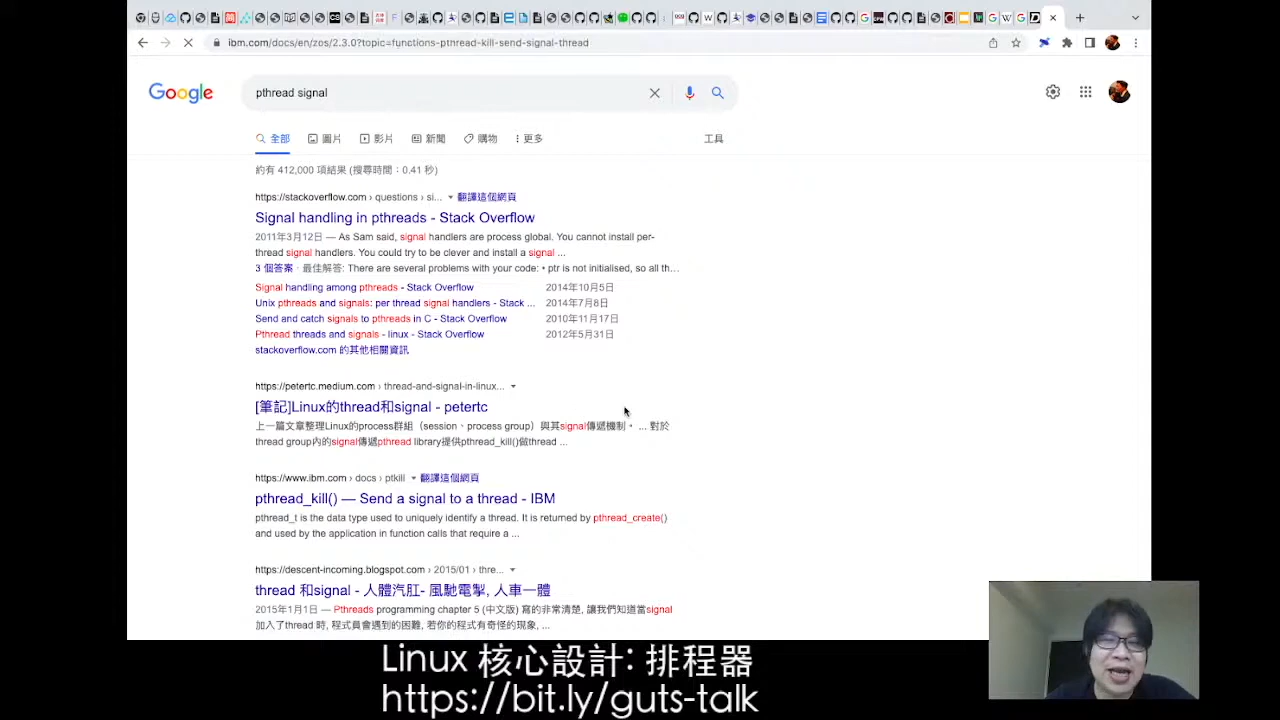 ibm.com/docs/en/zos/2.3.0?topic=functions-pthread-kill-send-signal-thread
Google
pthread signal
全部 圖片 影片 新聞 購物 更多 工具
約有 412,000 項結果 (搜尋時間：0.41 秒)
https://stackoverflow.com › questions › si... 翻譯這個網頁
Signal handling in pthreads - Stack Overflow
2011年3月12日 — As Sam said, signal handlers are process global. You cannot install per-
thread signal handlers. You could try to be clever and install a signal ...
3 個答案 · 最佳解答: There are several problems with your code: • ptr is not initialised, so all th…
Signal handling among pthreads - Stack Overflow 2014年10月5日
Unix pthreads and signals: per thread signal handlers - Stack ... 2014年7月8日
Send and catch signals to pthreads in C - Stack Overflow 2010年11月17日
Pthread threads and signals - linux - Stack Overflow 2012年5月31日
stackoverflow.com 的其他相關資訊
https://petertc.medium.com › thread-and-signal-in-linux...
[筆記]Linux的thread和signal - petertc
上一篇文章整理Linux的process群組（session、process group）與其signal傳遞機制。 ... 對於
thread group內的signal傳遞pthread library提供pthread_kill()做thread ...
https://www.ibm.com › docs › ptkill 翻譯這個網頁
pthread_kill() — Send a signal to a thread - IBM
pthread_t is the data type used to uniquely identify a thread. It is returned by pthread_create()
and used by the application in function calls that require a ...
https://descent-incoming.blogspot.com › 2015/01 › thre...
thread 和signal - 人體汽缸- 風馳電掣, 人車一體
2015年1月1日 — Pthreads programming chapter 5 (中文版) 寫的非常清楚, 讓我們知道當signal
加入了thread 時, 程式員會遇到的困難, 若你的程式有奇怪的現象, ...
Linux 核心設計: 排程器
https://bit.ly/guts-talk